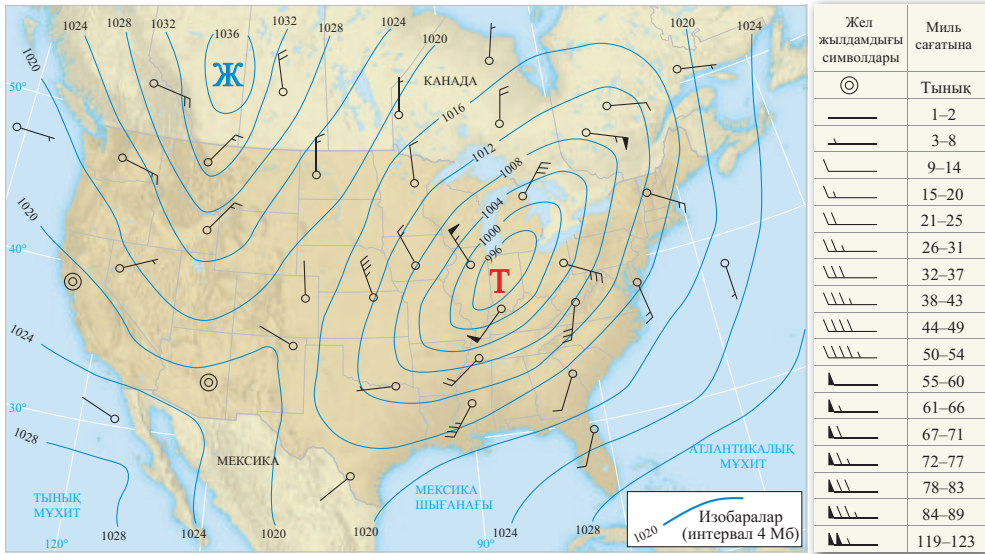 1024
1028
1032
1036
1032
1028
1024
1020
1020
1024
1020
50°
Ж
КАНАДА
1016
1012
1008
1004
1000
996
Т
1020
40°
1024
30°
1028
МЕКСИКА
ТЫНЫҚ
МҰХИТ
МЕКСИКА
ШЫҒАНАҒЫ
АТЛАНТИКАЛЫҚ
МҰХИТ
120°
1028
1024
1020
1020
90°
1024
1028
1020
Изобаралар
(интервал 4 Мб)
Жел
жылдамдығы
символдары
Миль
сағатына
Тынық
1–2
3–8
9–14
15–20
21–25
26–31
32–37
38–43
44–49
50–54
55–60
61–66
67–71
72–77
78–83
84–89
119–123